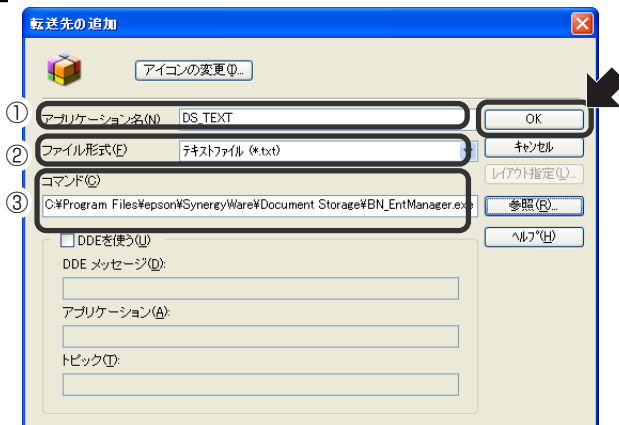 転送先の追加
アイコンの変更(I)...
① アプリケーション名(N) DS_TEXT OK
② ファイル形式(F) テキストファイル (*.txt) キャンセル
コマンド(C) レイアウト指定(L)...
③ C:¥Program Files¥epson¥SynergyWare¥Document Storage¥BN_EntManager.exe 参照(R)...
DDEを使う(U) ヘルプ(H)
DDE メッセージ(D):
アプリケーション(A):
トピック(T):